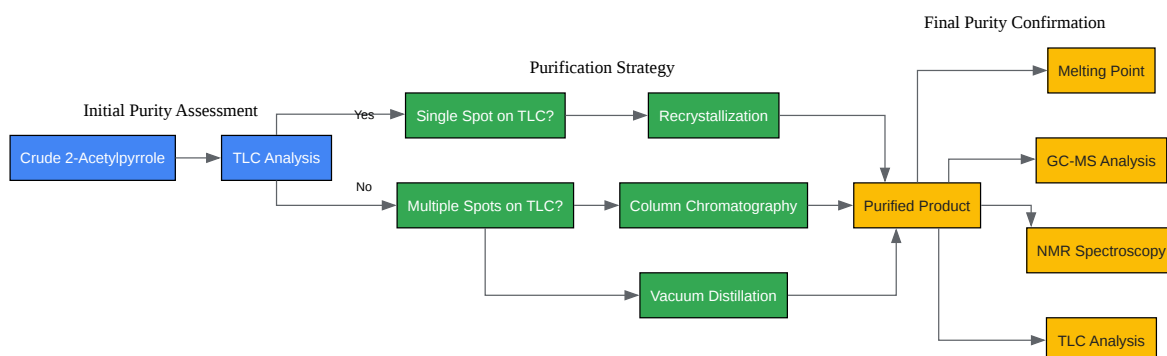 Final Purity Confirmation
Purification Strategy
Initial Purity Assessment
Crude 2-Acetylpyrrole
TLC Analysis
Yes
No
Single Spot on TLC?
Multiple Spots on TLC?
Recrystallization
Column Chromatography
Vacuum Distillation
Purified Product
Melting Point
GC-MS Analysis
NMR Spectroscopy
TLC Analysis